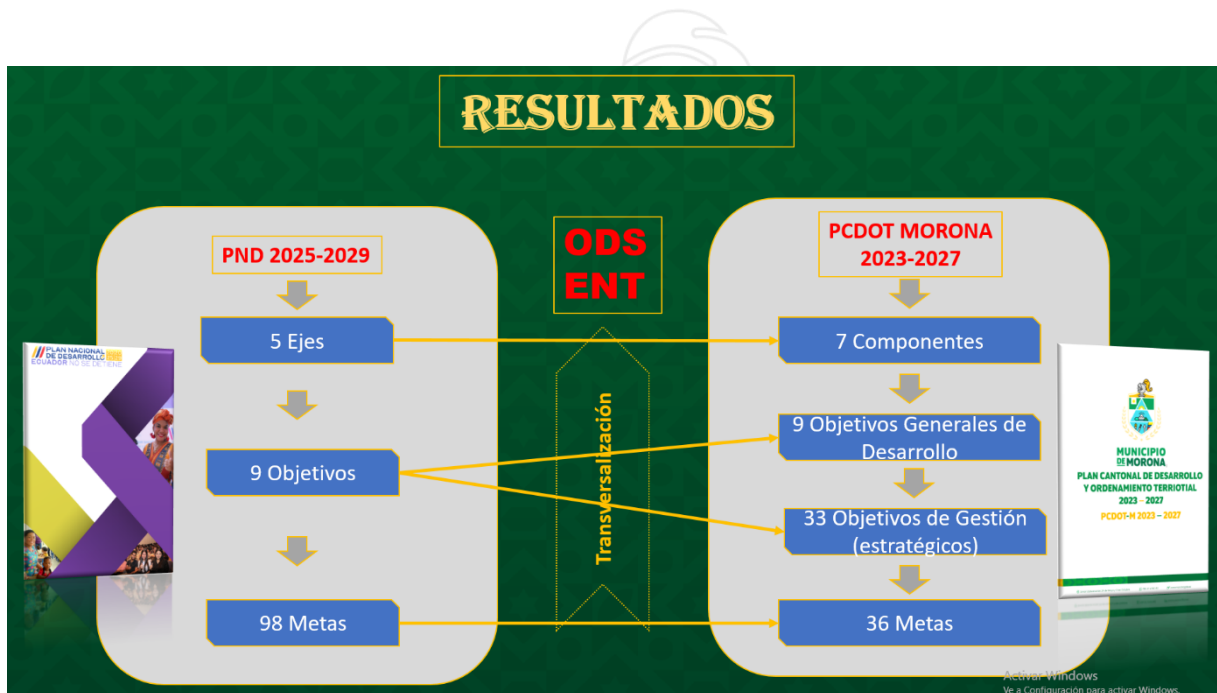 RESULTADOS
PND 2025-2029
5 Ejes
9 Objetivos
98 Metas
ODS
ENT
Transversalización
PCDOT MORONA
2023-2027
7 Componentes
9 Objetivos Generales de
Desarrollo
33 Objetivos de Gestión
(estratégicos)
36 Metas
PLAN NACIONAL
DE DESARROLLO
ECUADOR NO SE DETIENE
MUNICIPIO
DE MORONA
PLAN CANTONAL DE DESARROLLO
Y ORDENAMIENTO TERRIOTIAL
2023 – 2027
PCDOT-M 2023 – 2027
Activar Windows
Ve a Configuración para activar Windows.